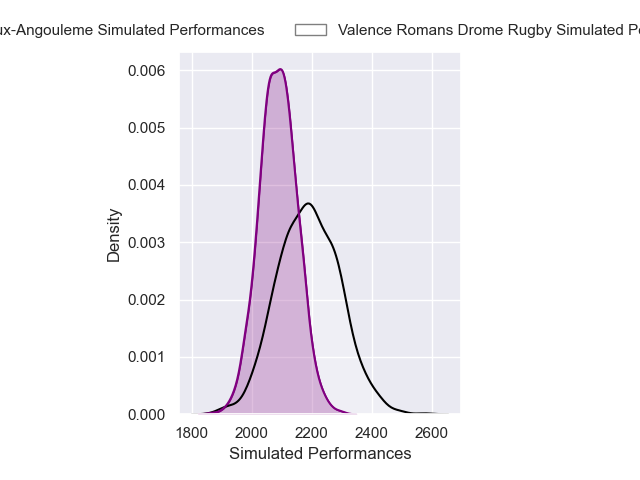 ux-Angouleme Simulated Performances
Valence Romans Drome Rugby Simulated Pe
0.006
0.005
0.004
0.003
0.002
0.001
0.000
Density
1800 2000 2200 2400 2600
Simulated Performances